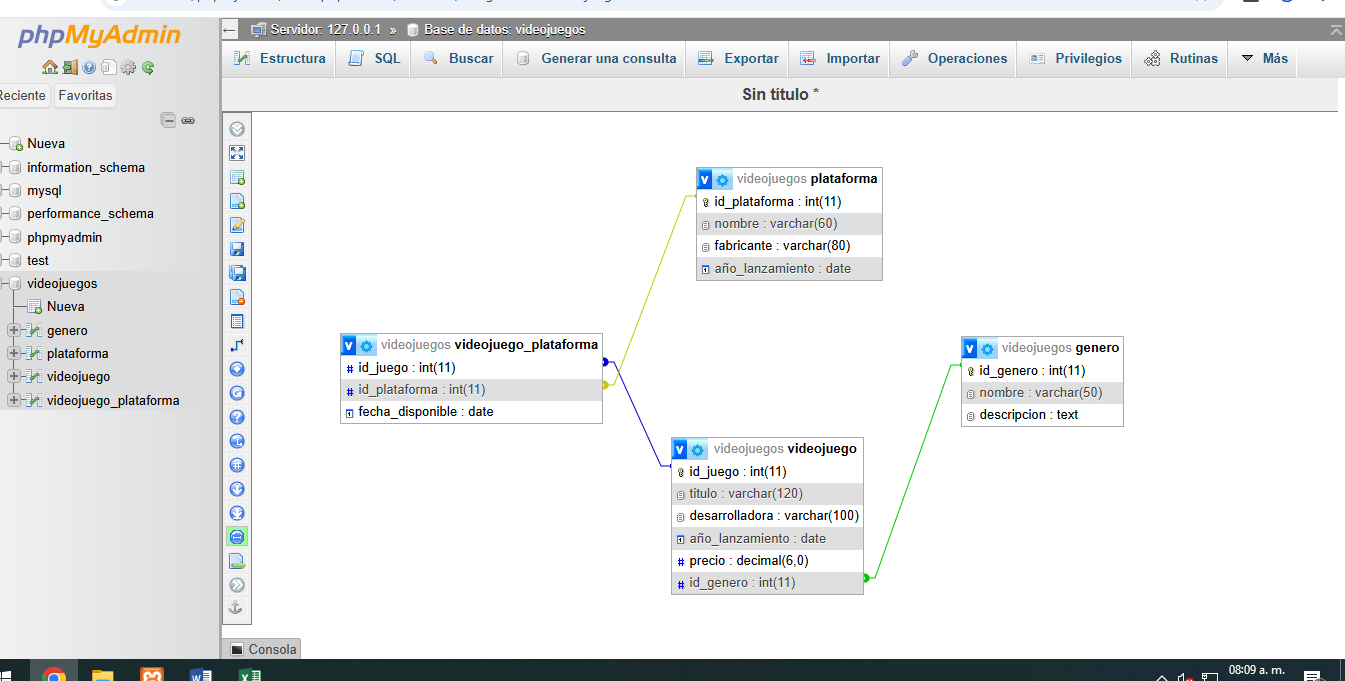 phpMyAdmin
Reciente Favoritas
Nueva
information_schema
mysql
performance_schema
phpmyadmin
test
videojuegos
Nueva
genero
plataforma
videojuego
videojuego_plataforma
Servidor: 127.0.0.1 » Base de datos: videojuegos
Estructura SQL Buscar Generar una consulta Exportar Importar Operaciones Privilegios Rutinas Más
Sin título *
videojuegos plataforma
id_plataforma : int(11)
nombre : varchar(60)
fabricante : varchar(80)
año_lanzamiento : date
videojuegos videojuego_plataforma
id_juego : int(11)
id_plataforma : int(11)
fecha_disponible : date
videojuegos genero
id_genero : int(11)
nombre : varchar(50)
descripcion : text
videojuegos videojuego
id_juego : int(11)
titulo : varchar(120)
desarrolladora : varchar(100)
año_lanzamiento : date
precio : decimal(6,0)
id_genero : int(11)
Consola
08:09 a. m.